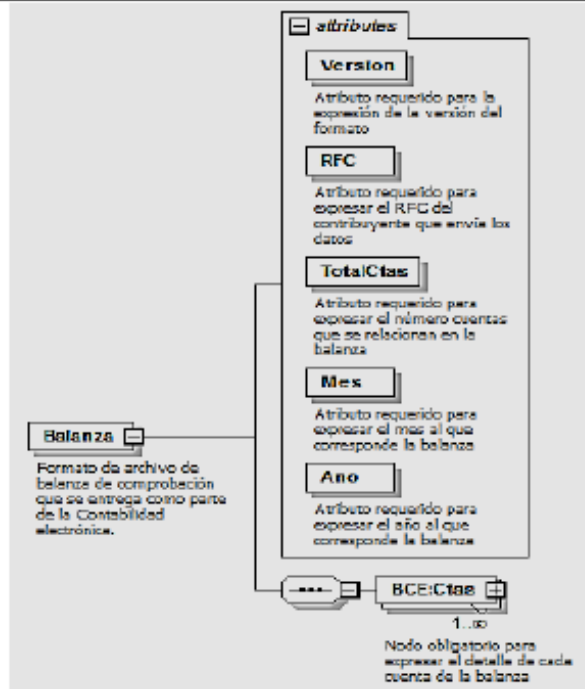 attributes
Version
Atributo requerido para la
expresión de la versión del
formato
RFC
Atributo requerido para
expresar el RFC del
contribuyente que envía los
datos
TotalCtas
Atributo requerido para
expresar el número cuentas
que se relacionan en la
balanza
Mes
Atributo requerido para
expresar el mes al que
corresponde la balanza
Ano
Atributo requerido para
expresar el año al que
corresponde la balanza
Balanza
Formato de archivo de
balanza de comprobación
que se entrega como parte
de la Contabilidad
electrónica.
BCE:Ctas
1..∞
Nodo obligatorio para
expresar el detalle de cada
cuenta de la balanza